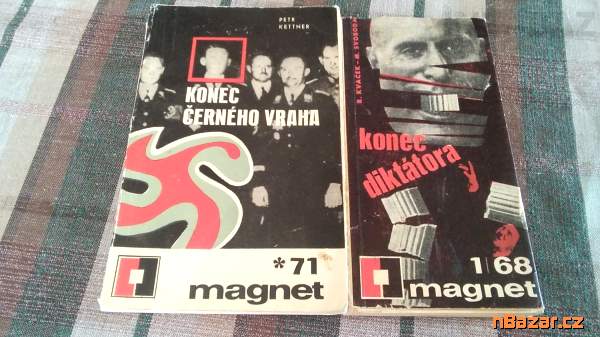 PETR
KETTNER
KONEC
ČERNÉHO VRAHA
*71
magnet
R. KVAČEK - M. SVOBODA
konec
diktátora
1/68
magnet
nBazar.cz